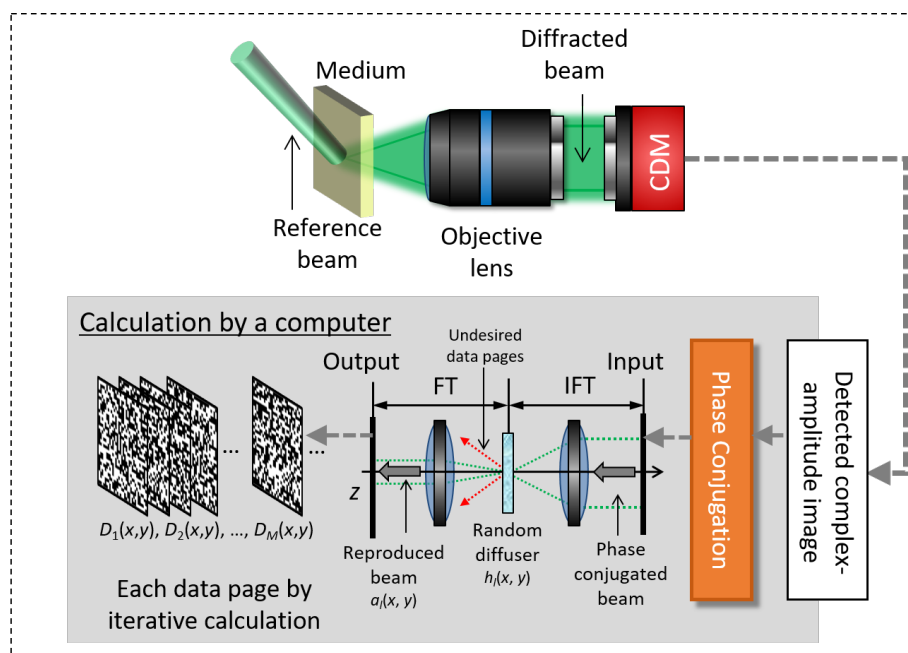 Diffracted
beam
Medium
CDM
Reference
beam
Objective
lens
Calculation by a computer
Undesired
data pages
Output
Input
FT
IFT
...
...
z
D1(x,y), D2(x,y), ..., DM(x,y)
Reproduced
beam
al(x, y)
Random
diffuser
hl(x, y)
Phase
conjugated
beam
Each data page by
iterative calculation
Phase Conjugation
Detected complex-
amplitude image